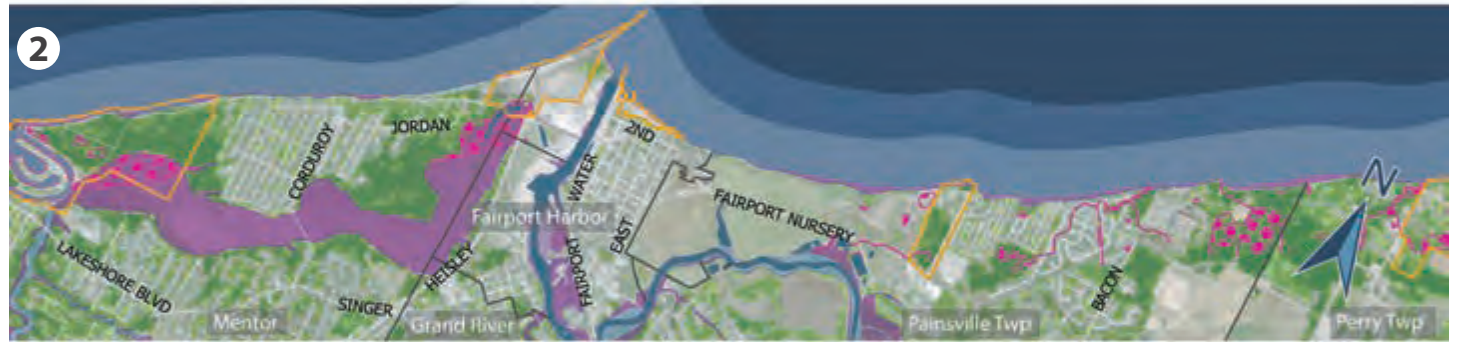 2
N
JORDAN
2ND
CORDUROY
WATER
FAIRPORT NURSERY
Fairport Harbor
EAST
LAKESHORE BLVD
HEISLEY
FAIRPORT
BACON
SINGER
Mentor
Grand River
Painsville Twp
Perry Twp